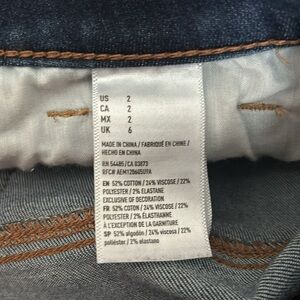 US 2
CA 2
MX 2
UK 6
MADE IN CHINA / FABRIQUÉ EN CHINE /
HECHO EN CHINA
RN 54485/CA 03873
RFC# AEM120605U9A
EN 52% COTTON / 24% VISCOSE / 22%
POLYESTER / 2% ELASTANE
EXCLUSIVE OF DECORATION
FR 52% COTON / 24% VISCOSE / 22%
POLYESTER / 2% ÉLASTHANNE
À L'EXCEPTION DE LA GARNITURE
SP 52% algodón / 24% viscosa / 22%
poliéster / 2% elastano